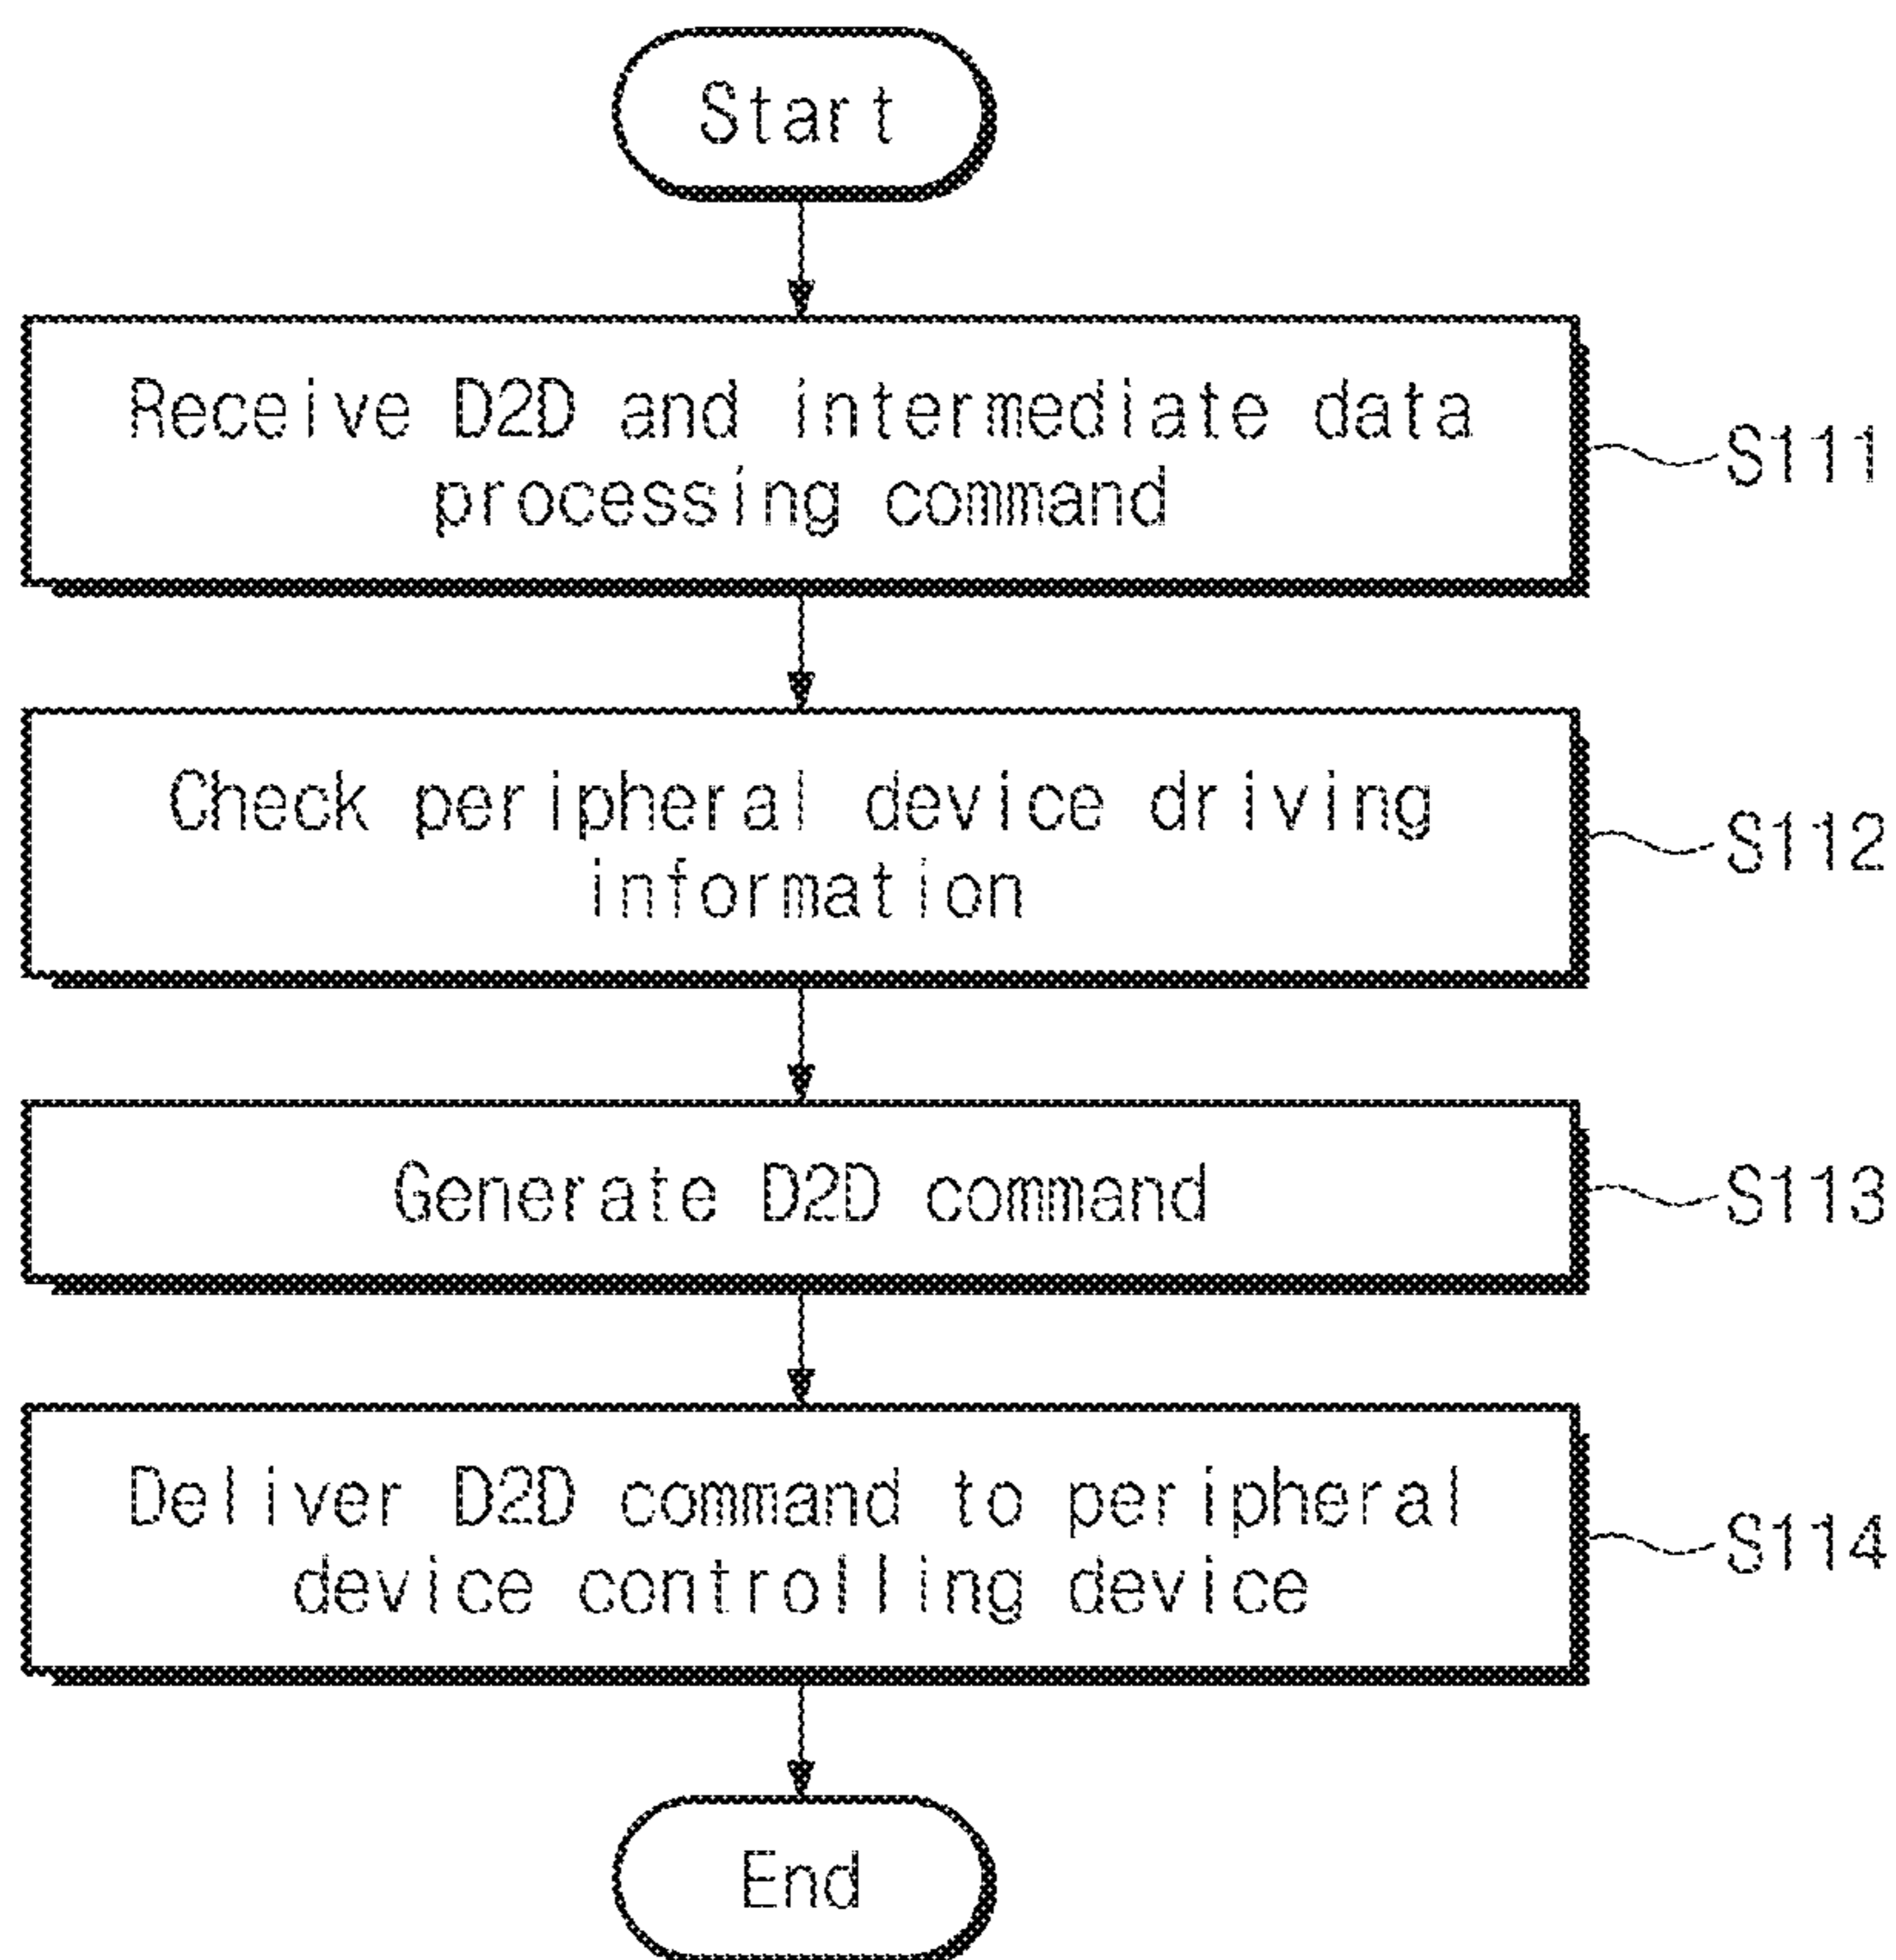 Start
Receive D2D and intermediate data
processing command
S111
Check peripheral device driving
information
S112
Generate D2D command
S113
Deliver D2D command to peripheral
device controlling device
S114
End